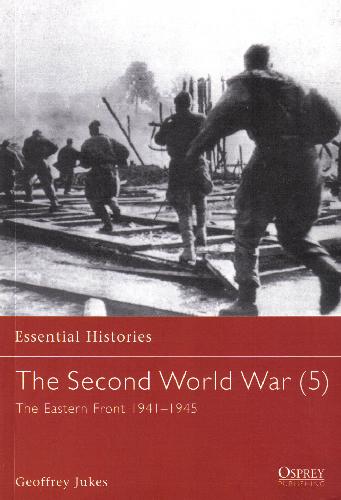 Essential Histories
The Second World War (5)
The Eastern Front 1941–1945
Geoffrey Jukes
OSPREY
PUBLISHING